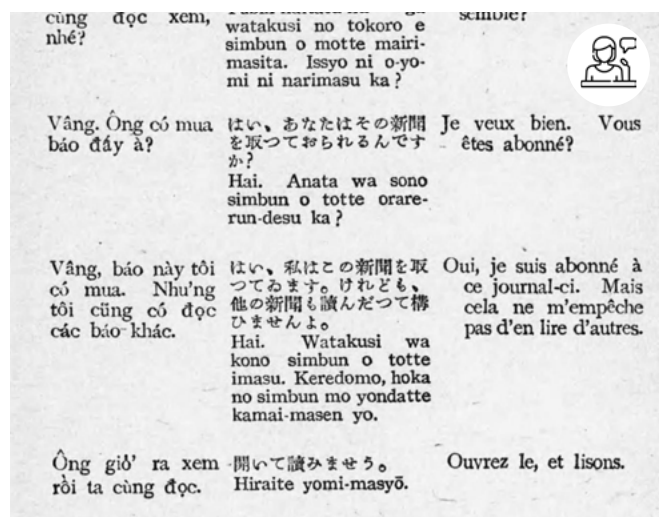 cùng đọc xem,
nhé?
watakusi no tokoro e
simbun o motte mairi-
masita. Issyo ni o-yo-
mi ni narimasu ka?
semble?
Vâng. Ông có mua
báo đấy à?
はい、あなたはその新聞
を取つておられるんです
か?
Hai. Anata wa sono
simbun o totte orare-
run-desu ka?
Je veux bien. Vous
êtes abonné?
Vâng, báo này tôi
có mua. Như'ng
tôi cũng có đọc
các báo khác.
はい、私はこの新聞を取
つてゐます。けれども、
他の新聞も讀んだつて構
ひませんよ。
Hai. Watakusi wa
kono simbun o totte
imasu. Keredomo, hoka
no simbun mo yondatte
kamai-masen yo.
Oui, je suis abonné à
ce journal-ci. Mais
cela ne m'empêche
pas d'en lire d'autres.
Ông giở' ra xem
rồi ta cùng đọc.
開いて讀みませう。
Hiraite yomi-masyō.
Ouvrez le, et lisons.